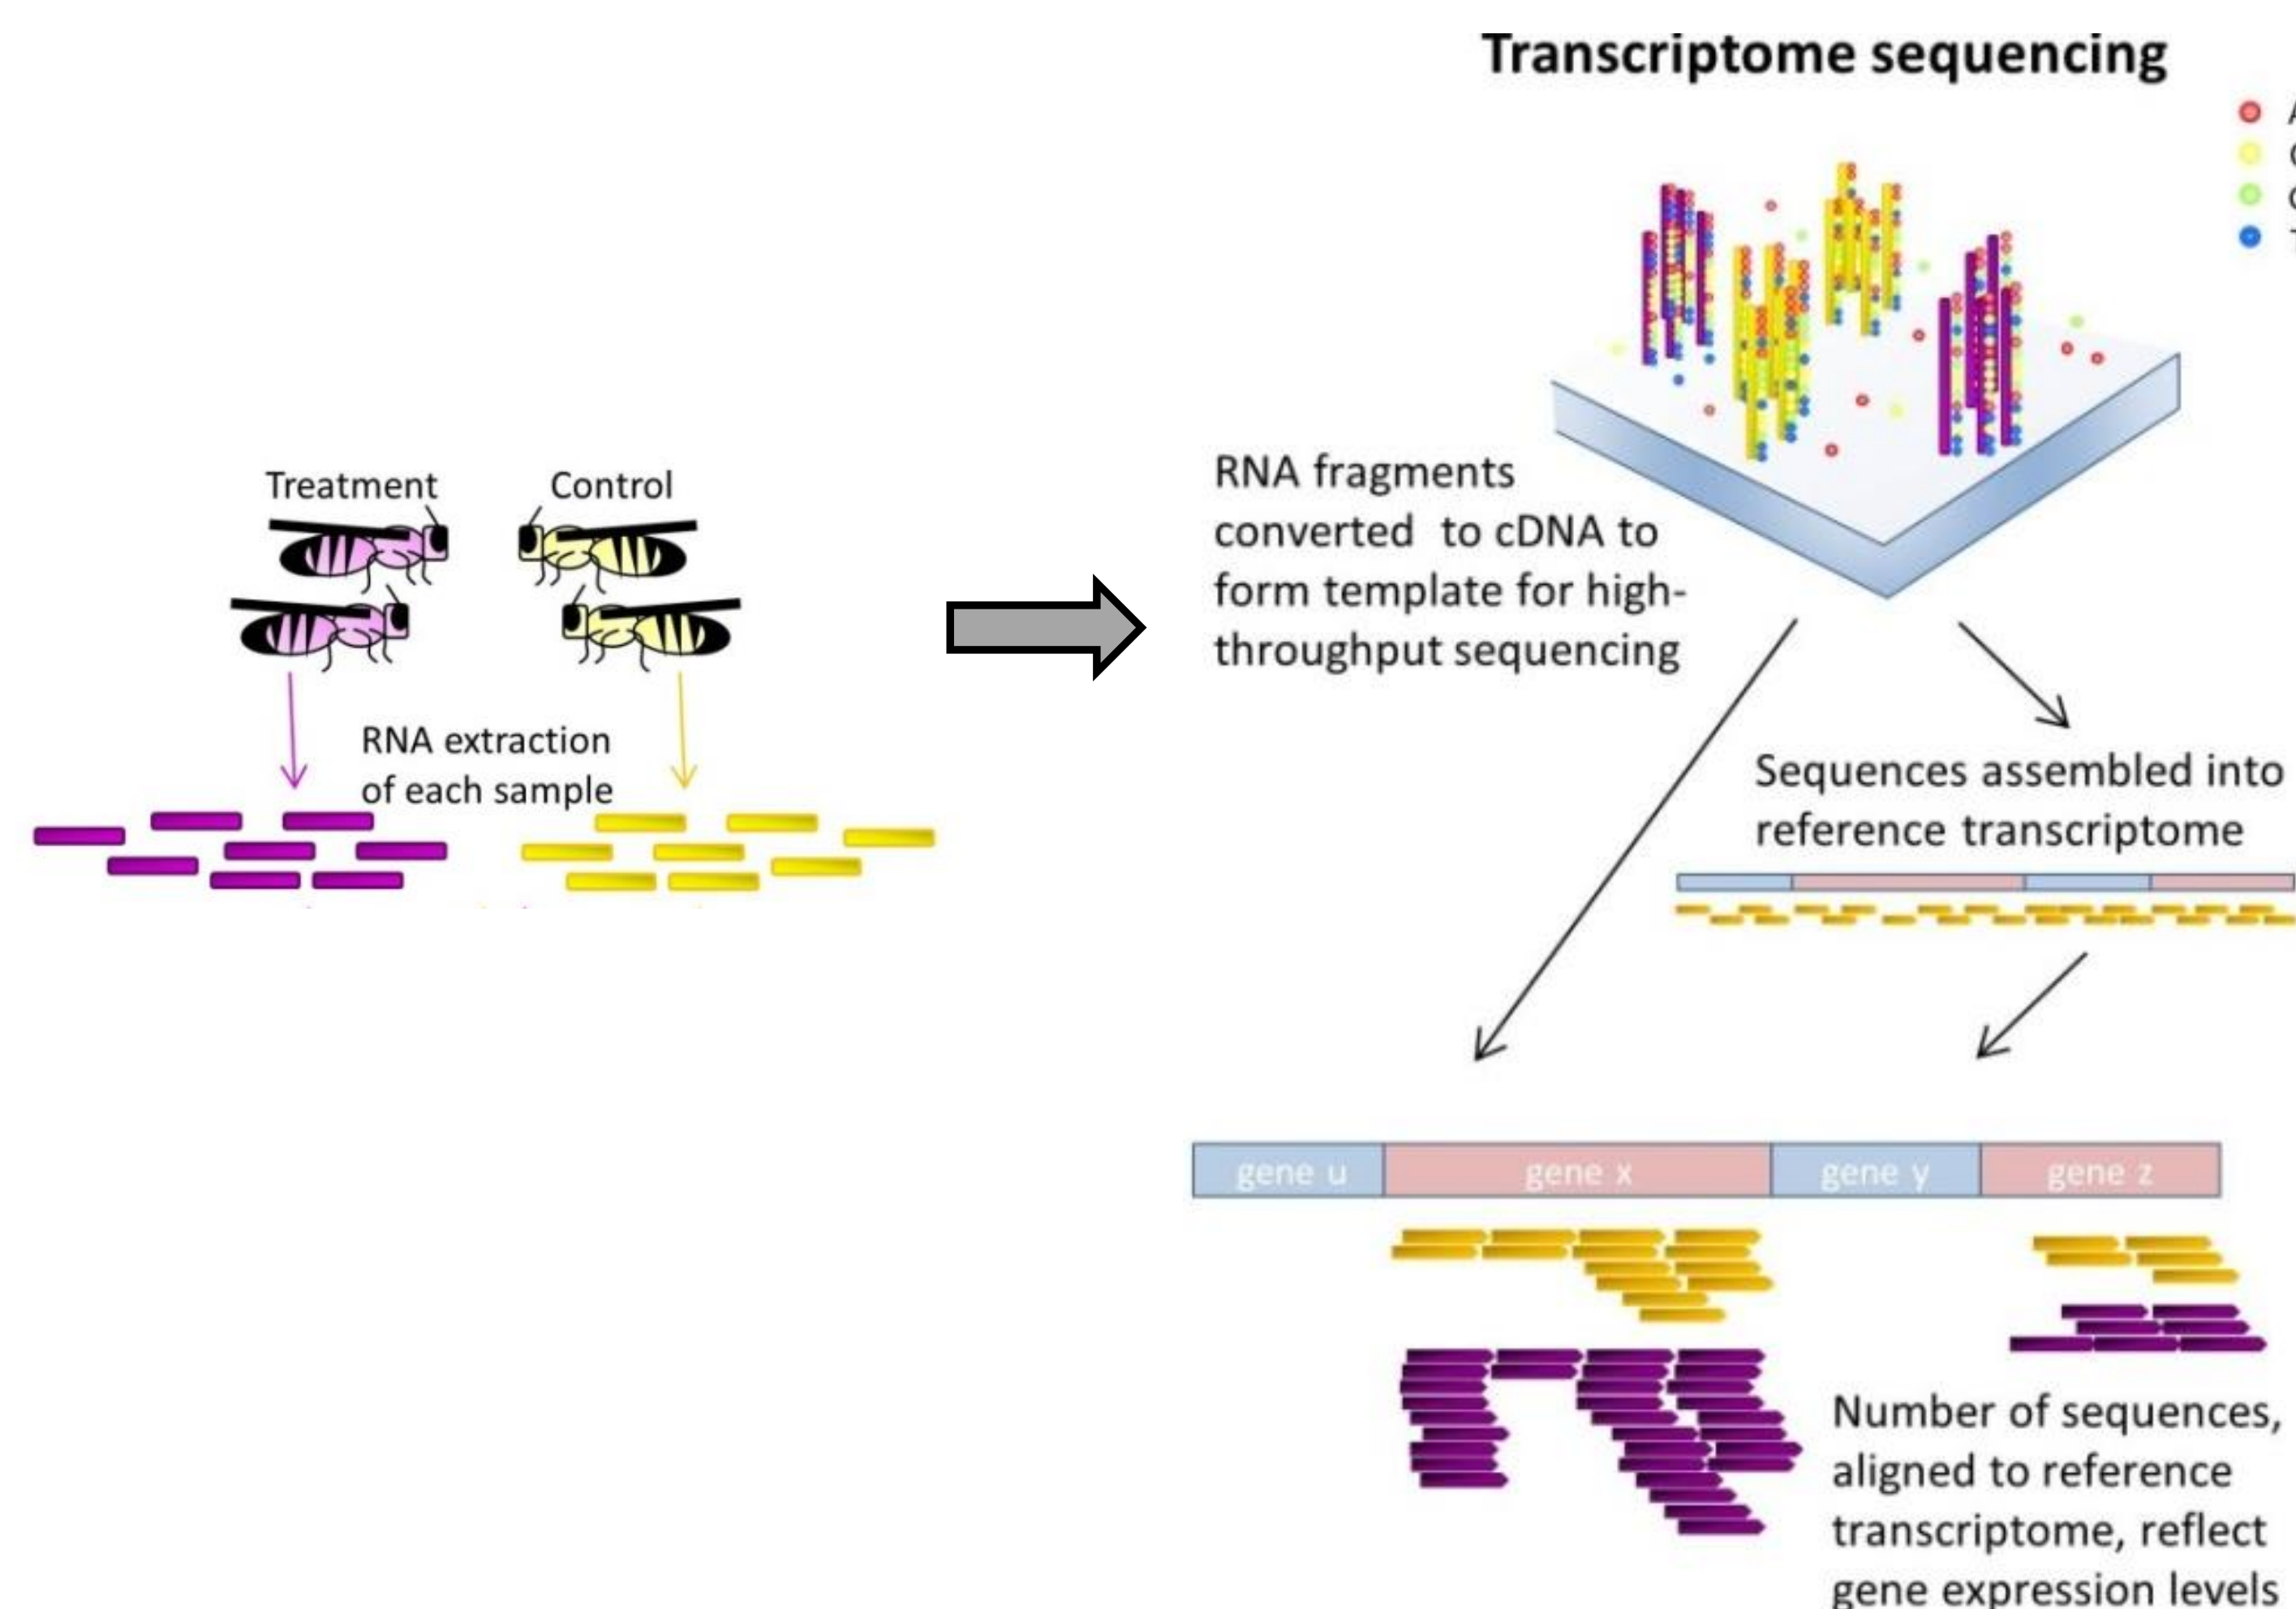 Transcriptome sequencing
Treatment
Control
RNA extraction
of each sample
RNA fragments
converted to cDNA to
form template for high-
throughput sequencing
Sequences assembled into
reference transcriptome
gene u
gene x
gene y
gene z
Number of sequences,
aligned to reference
transcriptome, reflect
gene expression levels